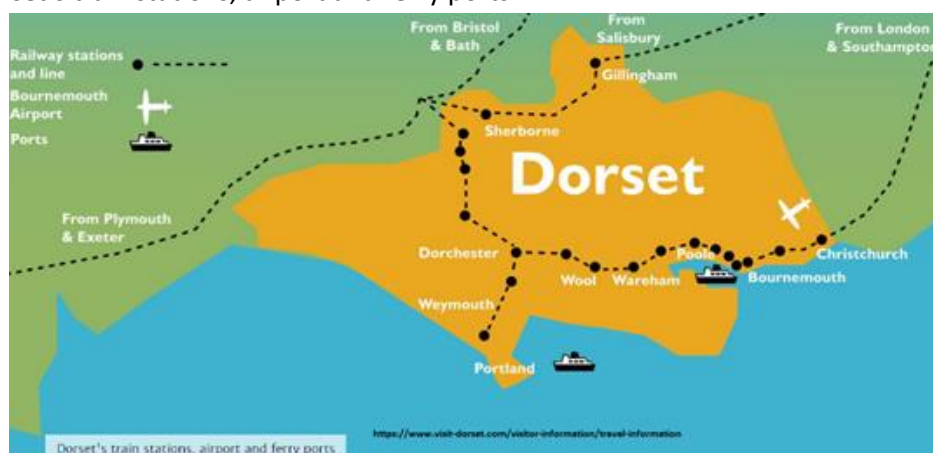 From Bristol
& Bath
From
Salisbury
From London
& Southampton
Railway stations
and line
Bournemouth
Airport
Ports
Gillingham
Sherborne
Dorset
From Plymouth
& Exeter
Dorchester
Wool
Wareham
Poole
Bournemouth
Christchurch
Weymouth
Portland
https://www.visit-dorset.com/visitor-information/travel-information
Dorset's train stations, airport and ferry ports